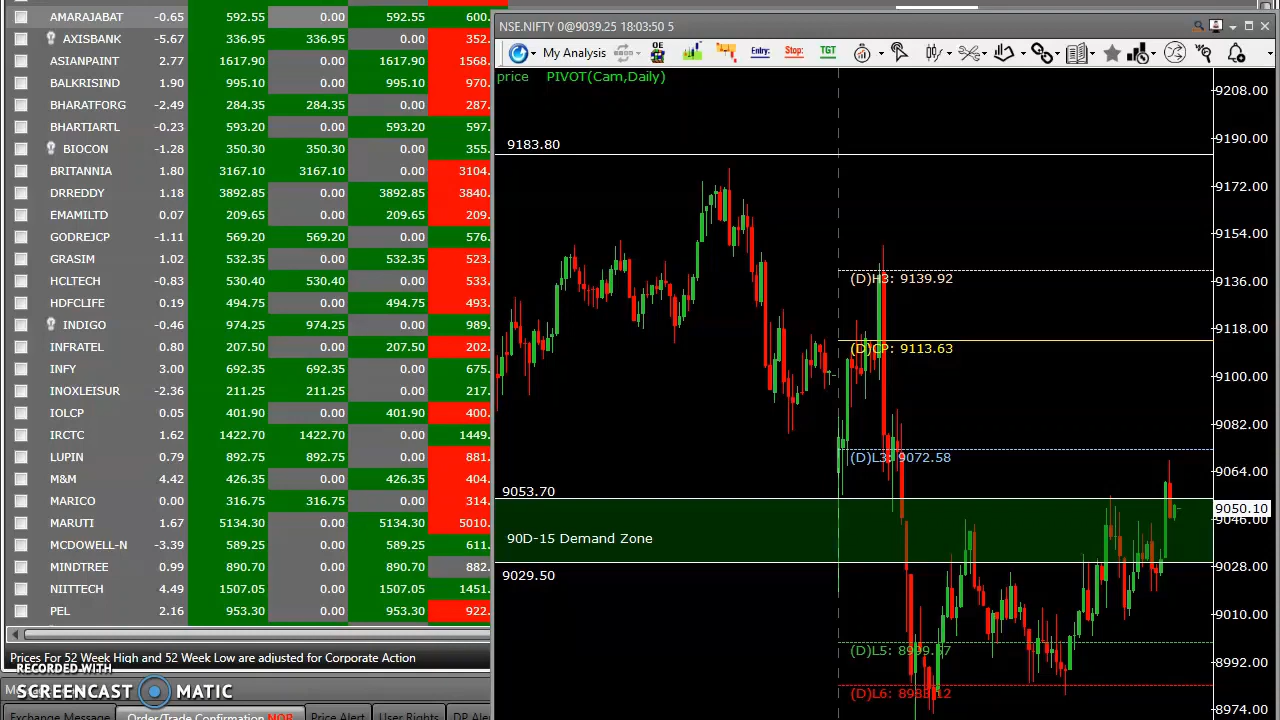 AMARAJABAT -0.65 592.55 0.00 592.55 600.
AXISBANK -5.67 336.95 336.95 0.00 352.
ASIANPAINT 2.77 1617.90 0.00 1617.90 1568.
BALKRISIND 1.90 995.10 0.00 995.10 970.
BHARATFORG -2.49 284.35 284.35 0.00 287.
BHARTIARTL -0.23 593.20 0.00 593.20 597.
BIOCON -1.28 350.30 350.30 0.00 355.
BRITANNIA 1.80 3167.10 3167.10 0.00 3104.
DRREDDY 1.18 3892.85 0.00 3892.85 3840.
EMAMILTD 0.07 209.65 0.00 209.65 209.
GODREJCP -1.11 569.20 569.20 0.00 576.
GRASIM 1.02 532.35 0.00 532.35 523.
HCLTECH -0.83 530.40 530.40 0.00 533.
HDFCLIFE 0.19 494.75 0.00 494.75 493.
INDIGO -0.46 974.25 974.25 0.00 989.
INFRATEL 0.80 207.50 0.00 207.50 202.
INFY 3.00 692.35 692.35 0.00 675.
INOXLEISUR -2.36 211.25 211.25 0.00 217.
IOLCP 0.05 401.90 0.00 401.90 400.
IRCTC 1.62 1422.70 1422.70 0.00 1449.
LUPIN 0.79 892.75 892.75 0.00 881.
M&M 4.42 426.35 0.00 426.35 404.
MARICO 0.00 316.75 316.75 0.00 314.
MARUTI 1.67 5134.30 0.00 5134.30 5010.
MCDOWELL-N -3.39 589.25 0.00 589.25 611.
MINDTREE 0.99 890.70 0.00 890.70 882.
NIITTECH 4.49 1507.05 0.00 1507.05 1451.
PEL 2.16 953.30 0.00 953.30 922.
Prices For 52 Week High and 52 Week Low are adjusted for Corporate Action
RECORDED WITH
SCREENCAST MATIC
Exchange Message Order/Trade Confirmation NOR Price Alert User Rights DP Ale
NSE.NIFTY 0@9039.25 18:03:50 5
My Analysis OE Entry: Stop: TGT
price PIVOT(Cam,Daily)
9183.80
(D)H3: 9139.92
(D)CP: 9113.63
(D)L3: 9072.58
9053.70
90D-15 Demand Zone
9029.50
(D)L5:
(D)L6:
9208.00
9190.00
9172.00
9154.00
9136.00
9118.00
9100.00
9082.00
9064.00
9050.10
9046.00
9028.00
9010.00
8992.00
8974.00